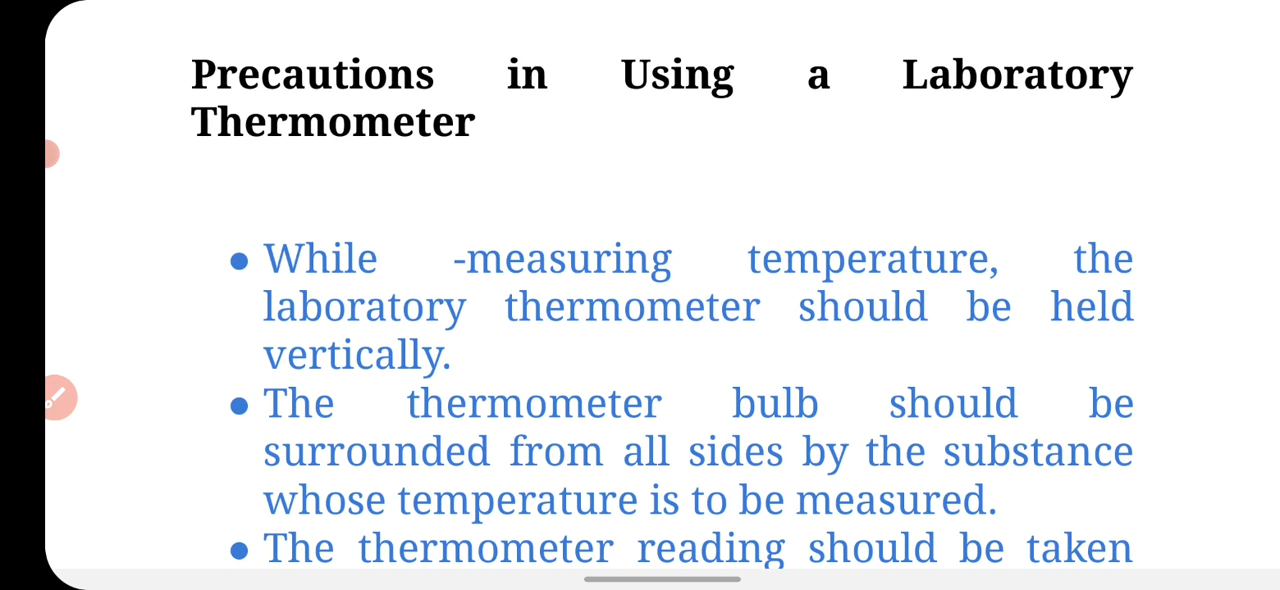 Precautions in Using a Laboratory
Thermometer
● While -measuring temperature, the
laboratory thermometer should be held
vertically.
● The thermometer bulb should be
surrounded from all sides by the substance
whose temperature is to be measured.
● The thermometer reading should be taken